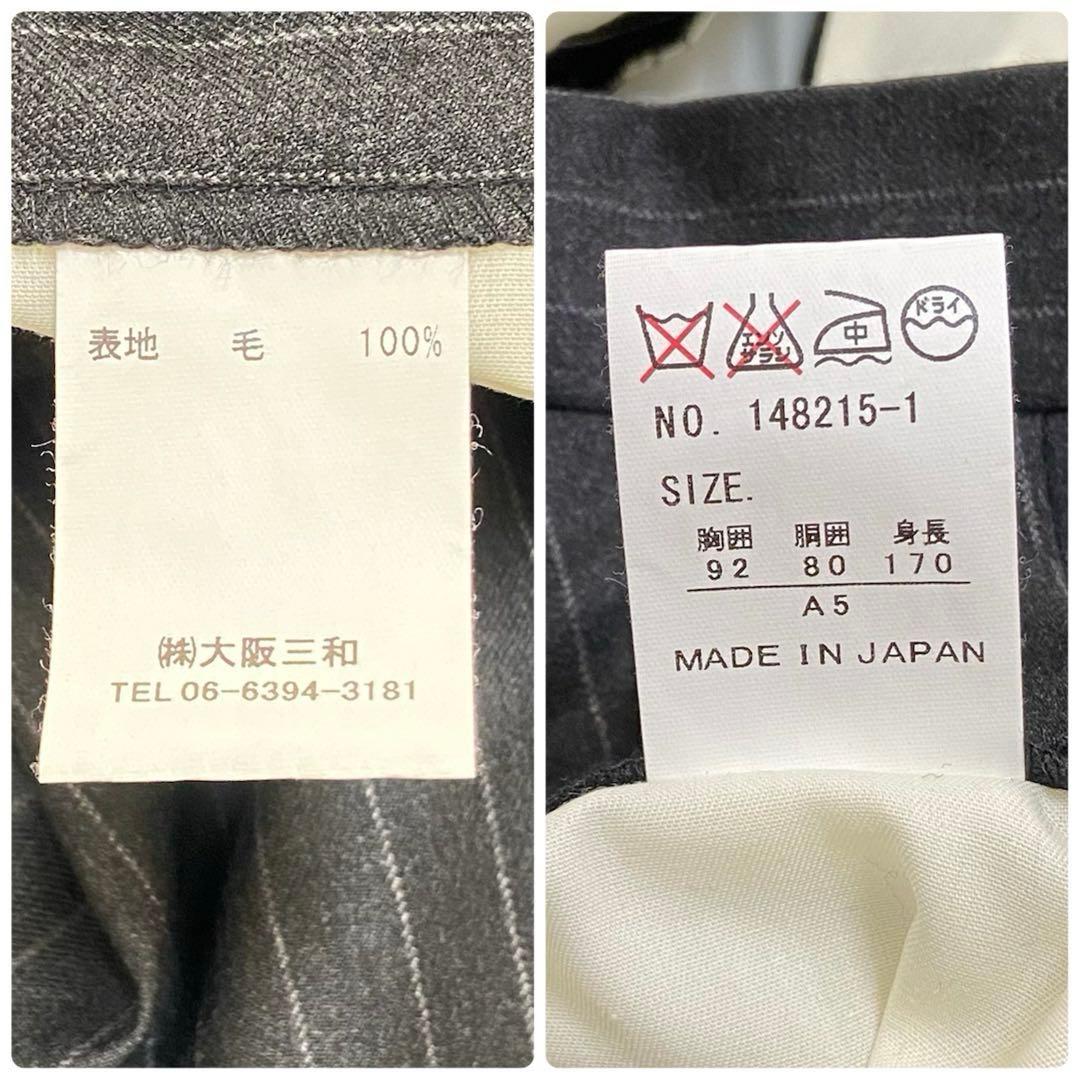 表地 毛 100%
㈱大阪三和
TEL 06-6394-3181
エンソ
サラシ
中
ドライ
NO. 148215-1
SIZE.
胸囲 胴囲 身長
92 80 170
A5
MADE IN JAPAN